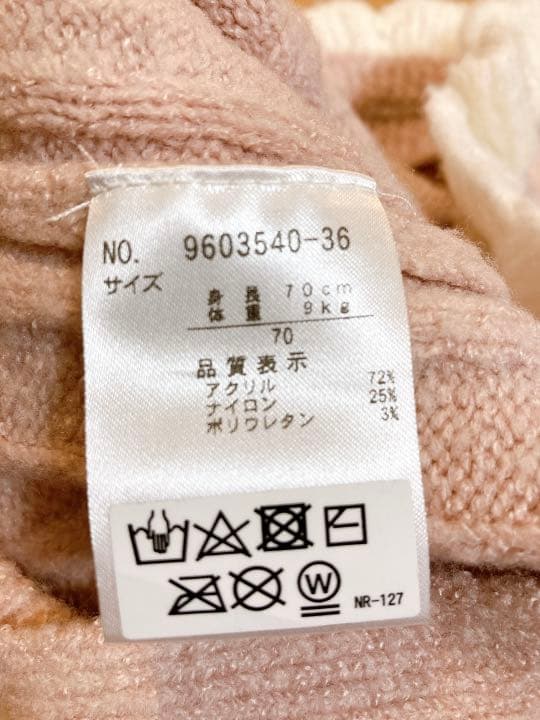 NO. 9603540-36
サイズ
身長 70cm
体重 9kg
70
品質表示
アクリル 72%
ナイロン 25%
ポリウレタン 3%
W
NR-127